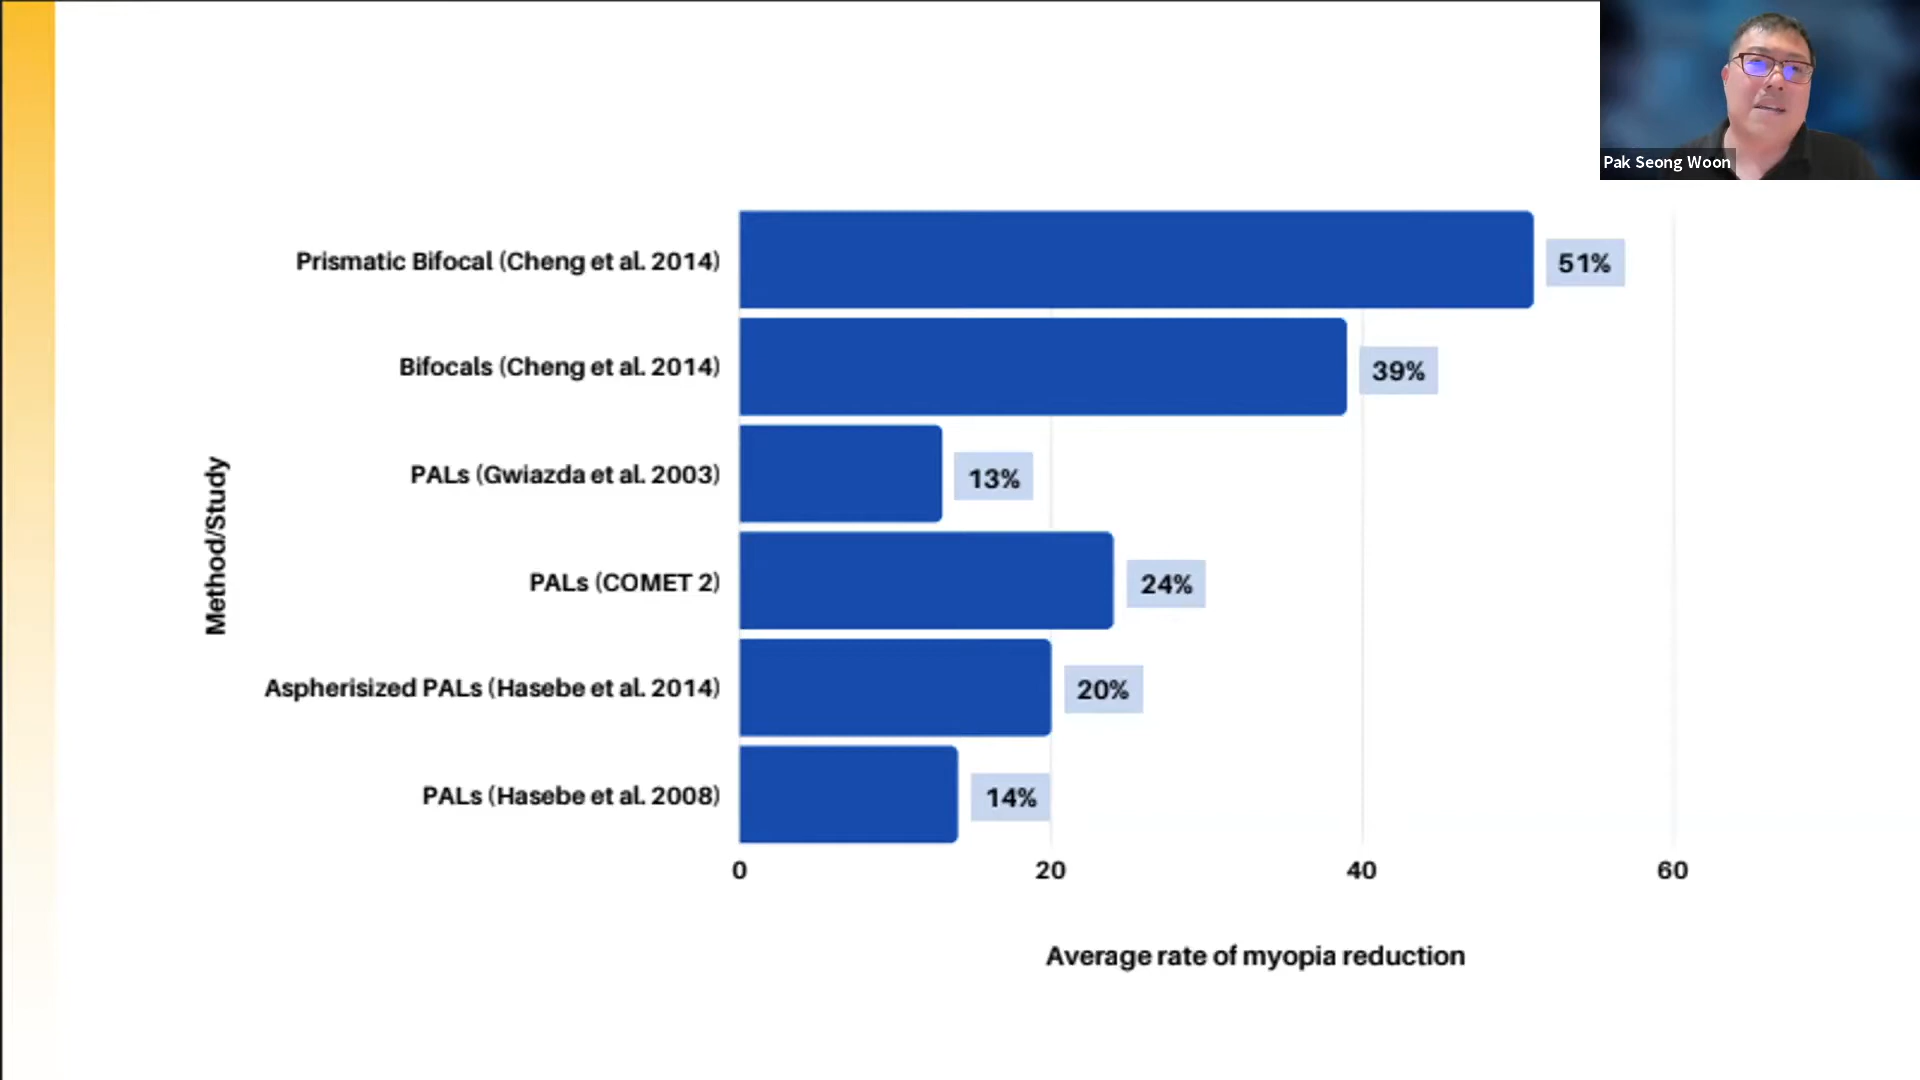 Pak Seong Woon
Prismatic Bifocal (Cheng et al. 2014)
51%
Bifocals (Cheng et al. 2014)
39%
PALs (Gwiazda et al. 2003)
13%
PALs (COMET 2)
24%
Aspherisized PALs (Hasebe et al. 2014)
20%
PALs (Hasebe et al. 2008)
14%
Method/Study
0 20 40 60
Average rate of myopia reduction